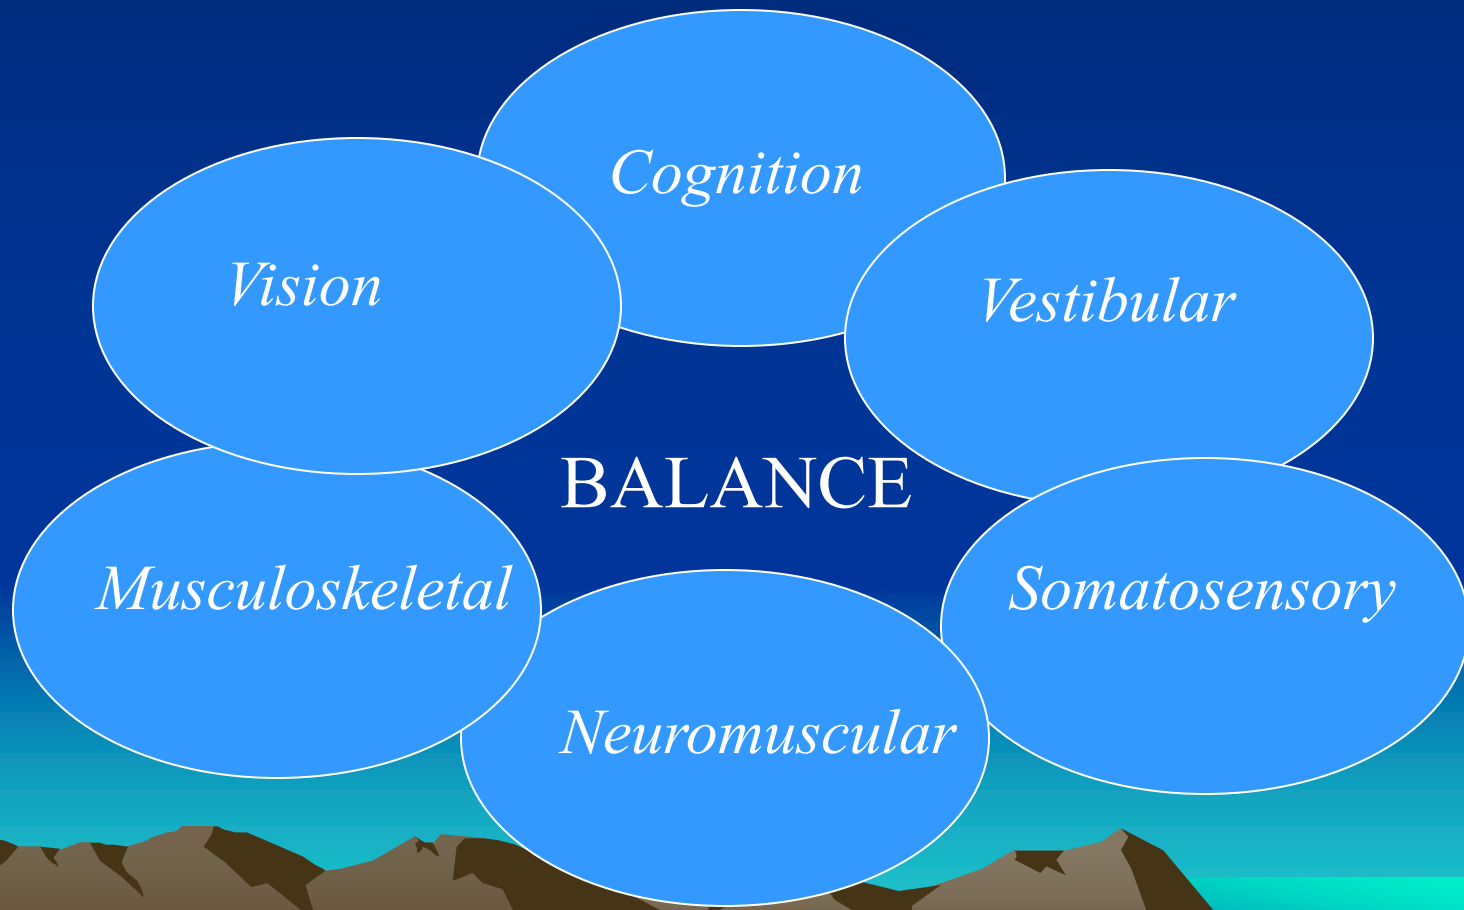 Cognition
Vision
Vestibular
BALANCE
Musculoskeletal
Somatosensory
Neuromuscular